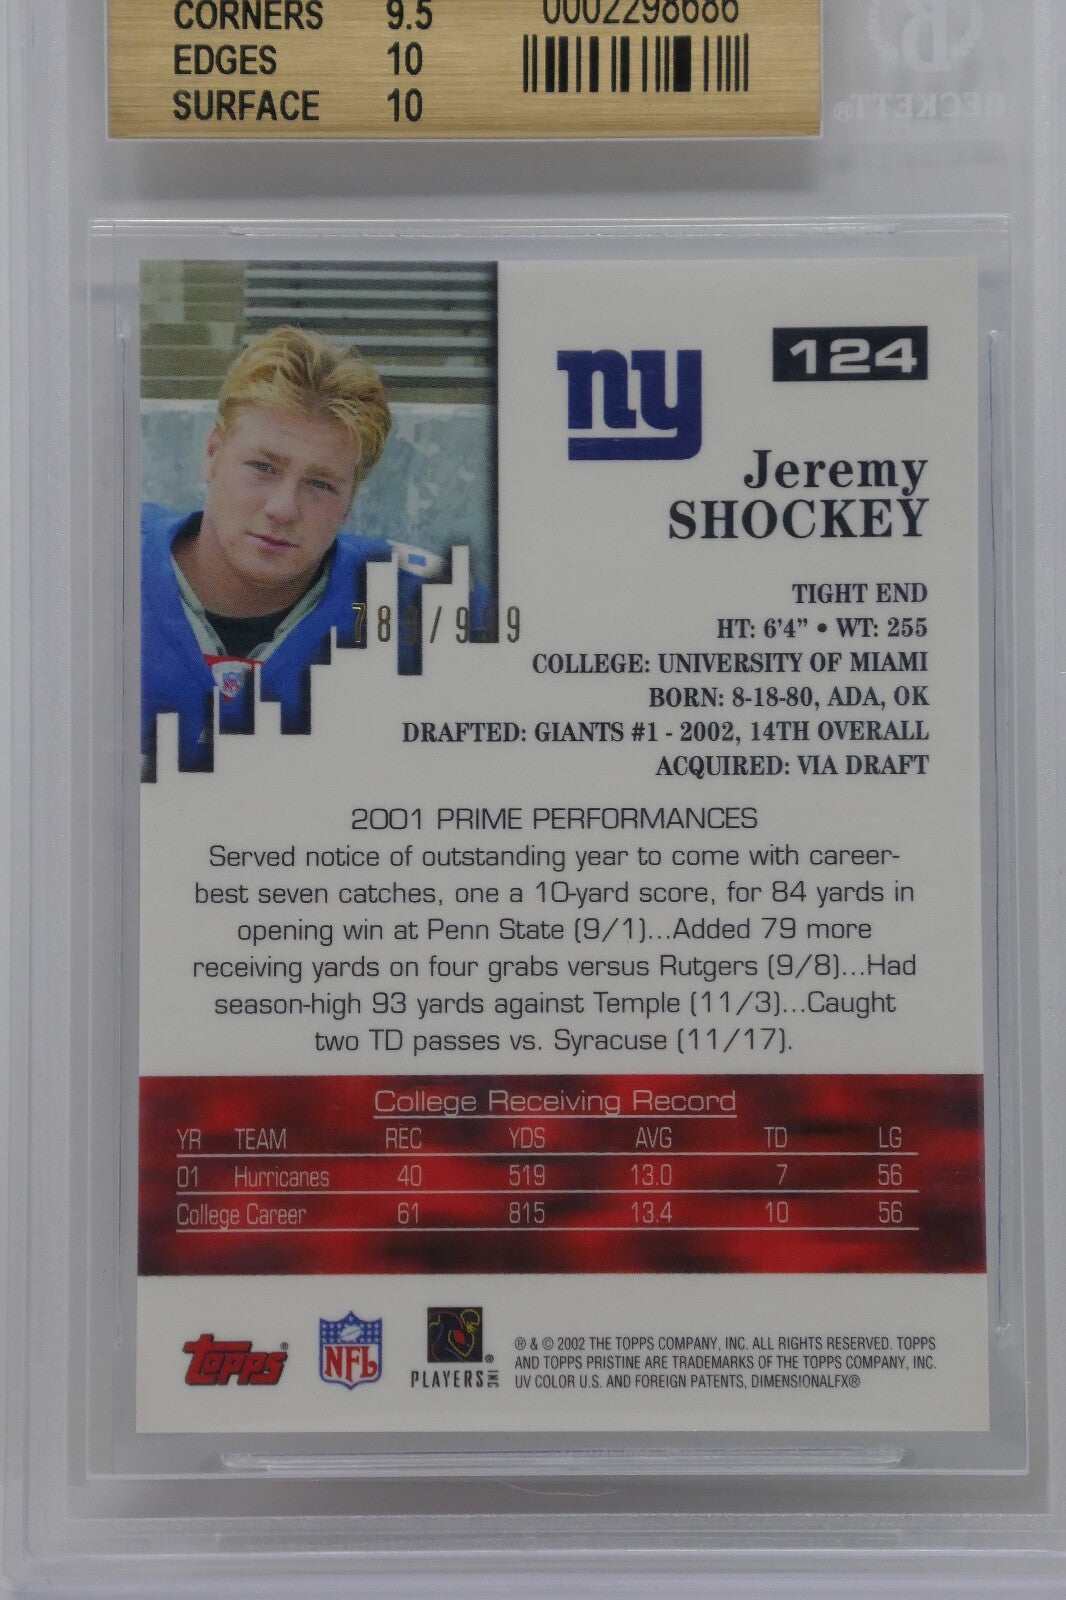 CORNERS 9.5
0002298686
EDGES 10
SURFACE 10
BECKETT®
ny
124
Jeremy
SHOCKEY
TIGHT END
HT: 6'4" • WT: 255
COLLEGE: UNIVERSITY OF MIAMI
BORN: 8-18-80, ADA, OK
DRAFTED: GIANTS #1 - 2002, 14TH OVERALL
ACQUIRED: VIA DRAFT
789/999
2001 PRIME PERFORMANCES
Served notice of outstanding year to come with career-
best seven catches, one a 10-yard score, for 84 yards in
opening win at Penn State (9/1)...Added 79 more
receiving yards on four grabs versus Rutgers (9/8)...Had
season-high 93 yards against Temple (11/3)...Caught
two TD passes vs. Syracuse (11/17).
College Receiving Record
YR TEAM REC YDS AVG TD LG
01 Hurricanes 40 519 13.0 7 56
College Career 61 815 13.4 10 56
Topps®
NFL
PLAYERS INC ®
® & © 2002 THE TOPPS COMPANY, INC. ALL RIGHTS RESERVED. TOPPS
AND TOPPS PRISTINE ARE TRADEMARKS OF THE TOPPS COMPANY, INC.
UV COLOR U.S. AND FOREIGN PATENTS, DIMENSIONALFX®